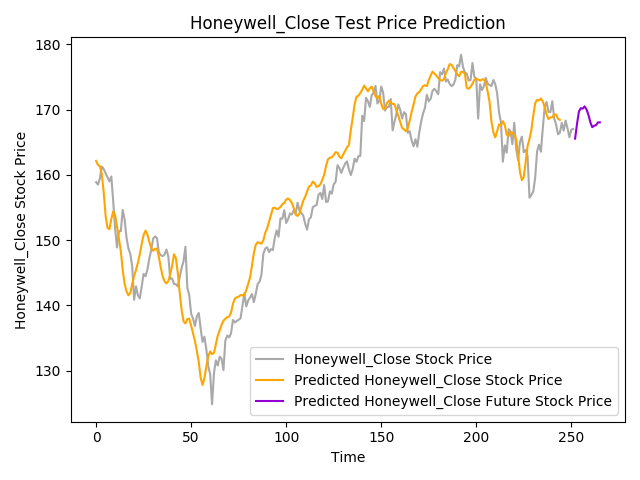 Honeywell_Close Test Price Prediction
Honeywell_Close Stock Price
180
170
160
150
140
130
0
50
100
150
200
250
Time
Honeywell_Close Stock Price
Predicted Honeywell_Close Stock Price
Predicted Honeywell_Close Future Stock Price